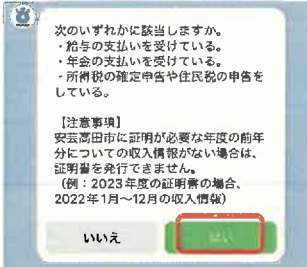 次のいずれかに該当しますか。
・給与の支払いを受けている。
・年金の支払いを受けている。
・所得税の確定申告や住民税の申告を
している。
【注意事項】
安芸高田市に証明が必要な年度の前年
分についての収入情報がない場合は、
証明書を発行できません。
(例:2023年度の証明書の場合、
2022年1月~12月の収入情報)
いいえ
はい